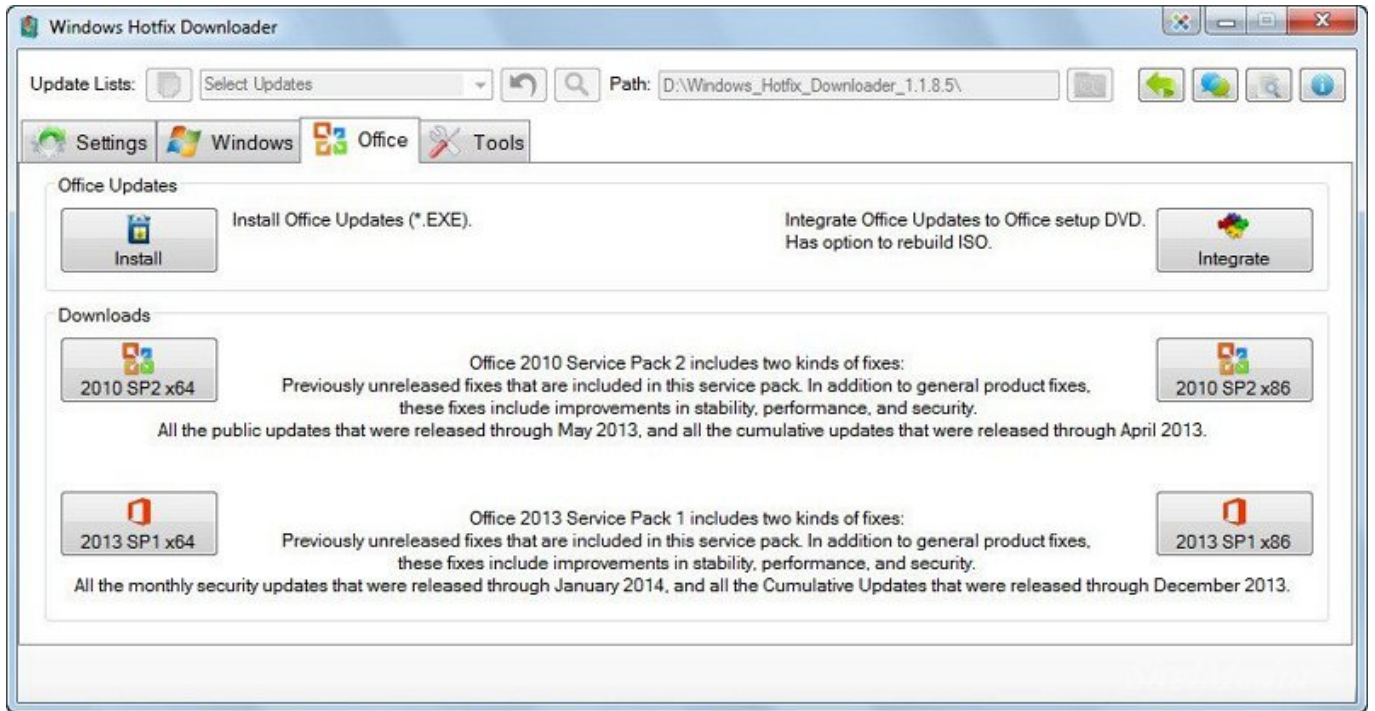 Windows Hotfix Downloader
Update Lists: Select Updates Path: D:\Windows_Hotfix_Downloader_1.1.8.5\
Settings Windows Office Tools
Office Updates
Install
Install Office Updates (*.EXE).
Integrate Office Updates to Office setup DVD.
Has option to rebuild ISO.
Integrate
Downloads
2010 SP2 x64
Office 2010 Service Pack 2 includes two kinds of fixes:
Previously unreleased fixes that are included in this service pack. In addition to general product fixes,
these fixes include improvements in stability, performance, and security.
All the public updates that were released through May 2013, and all the cumulative updates that were released through April 2013.
2010 SP2 x86
2013 SP1 x64
Office 2013 Service Pack 1 includes two kinds of fixes:
Previously unreleased fixes that are included in this service pack. In addition to general product fixes,
these fixes include improvements in stability, performance, and security.
All the monthly security updates that were released through January 2014, and all the Cumulative Updates that were released through December 2013.
2013 SP1 x86